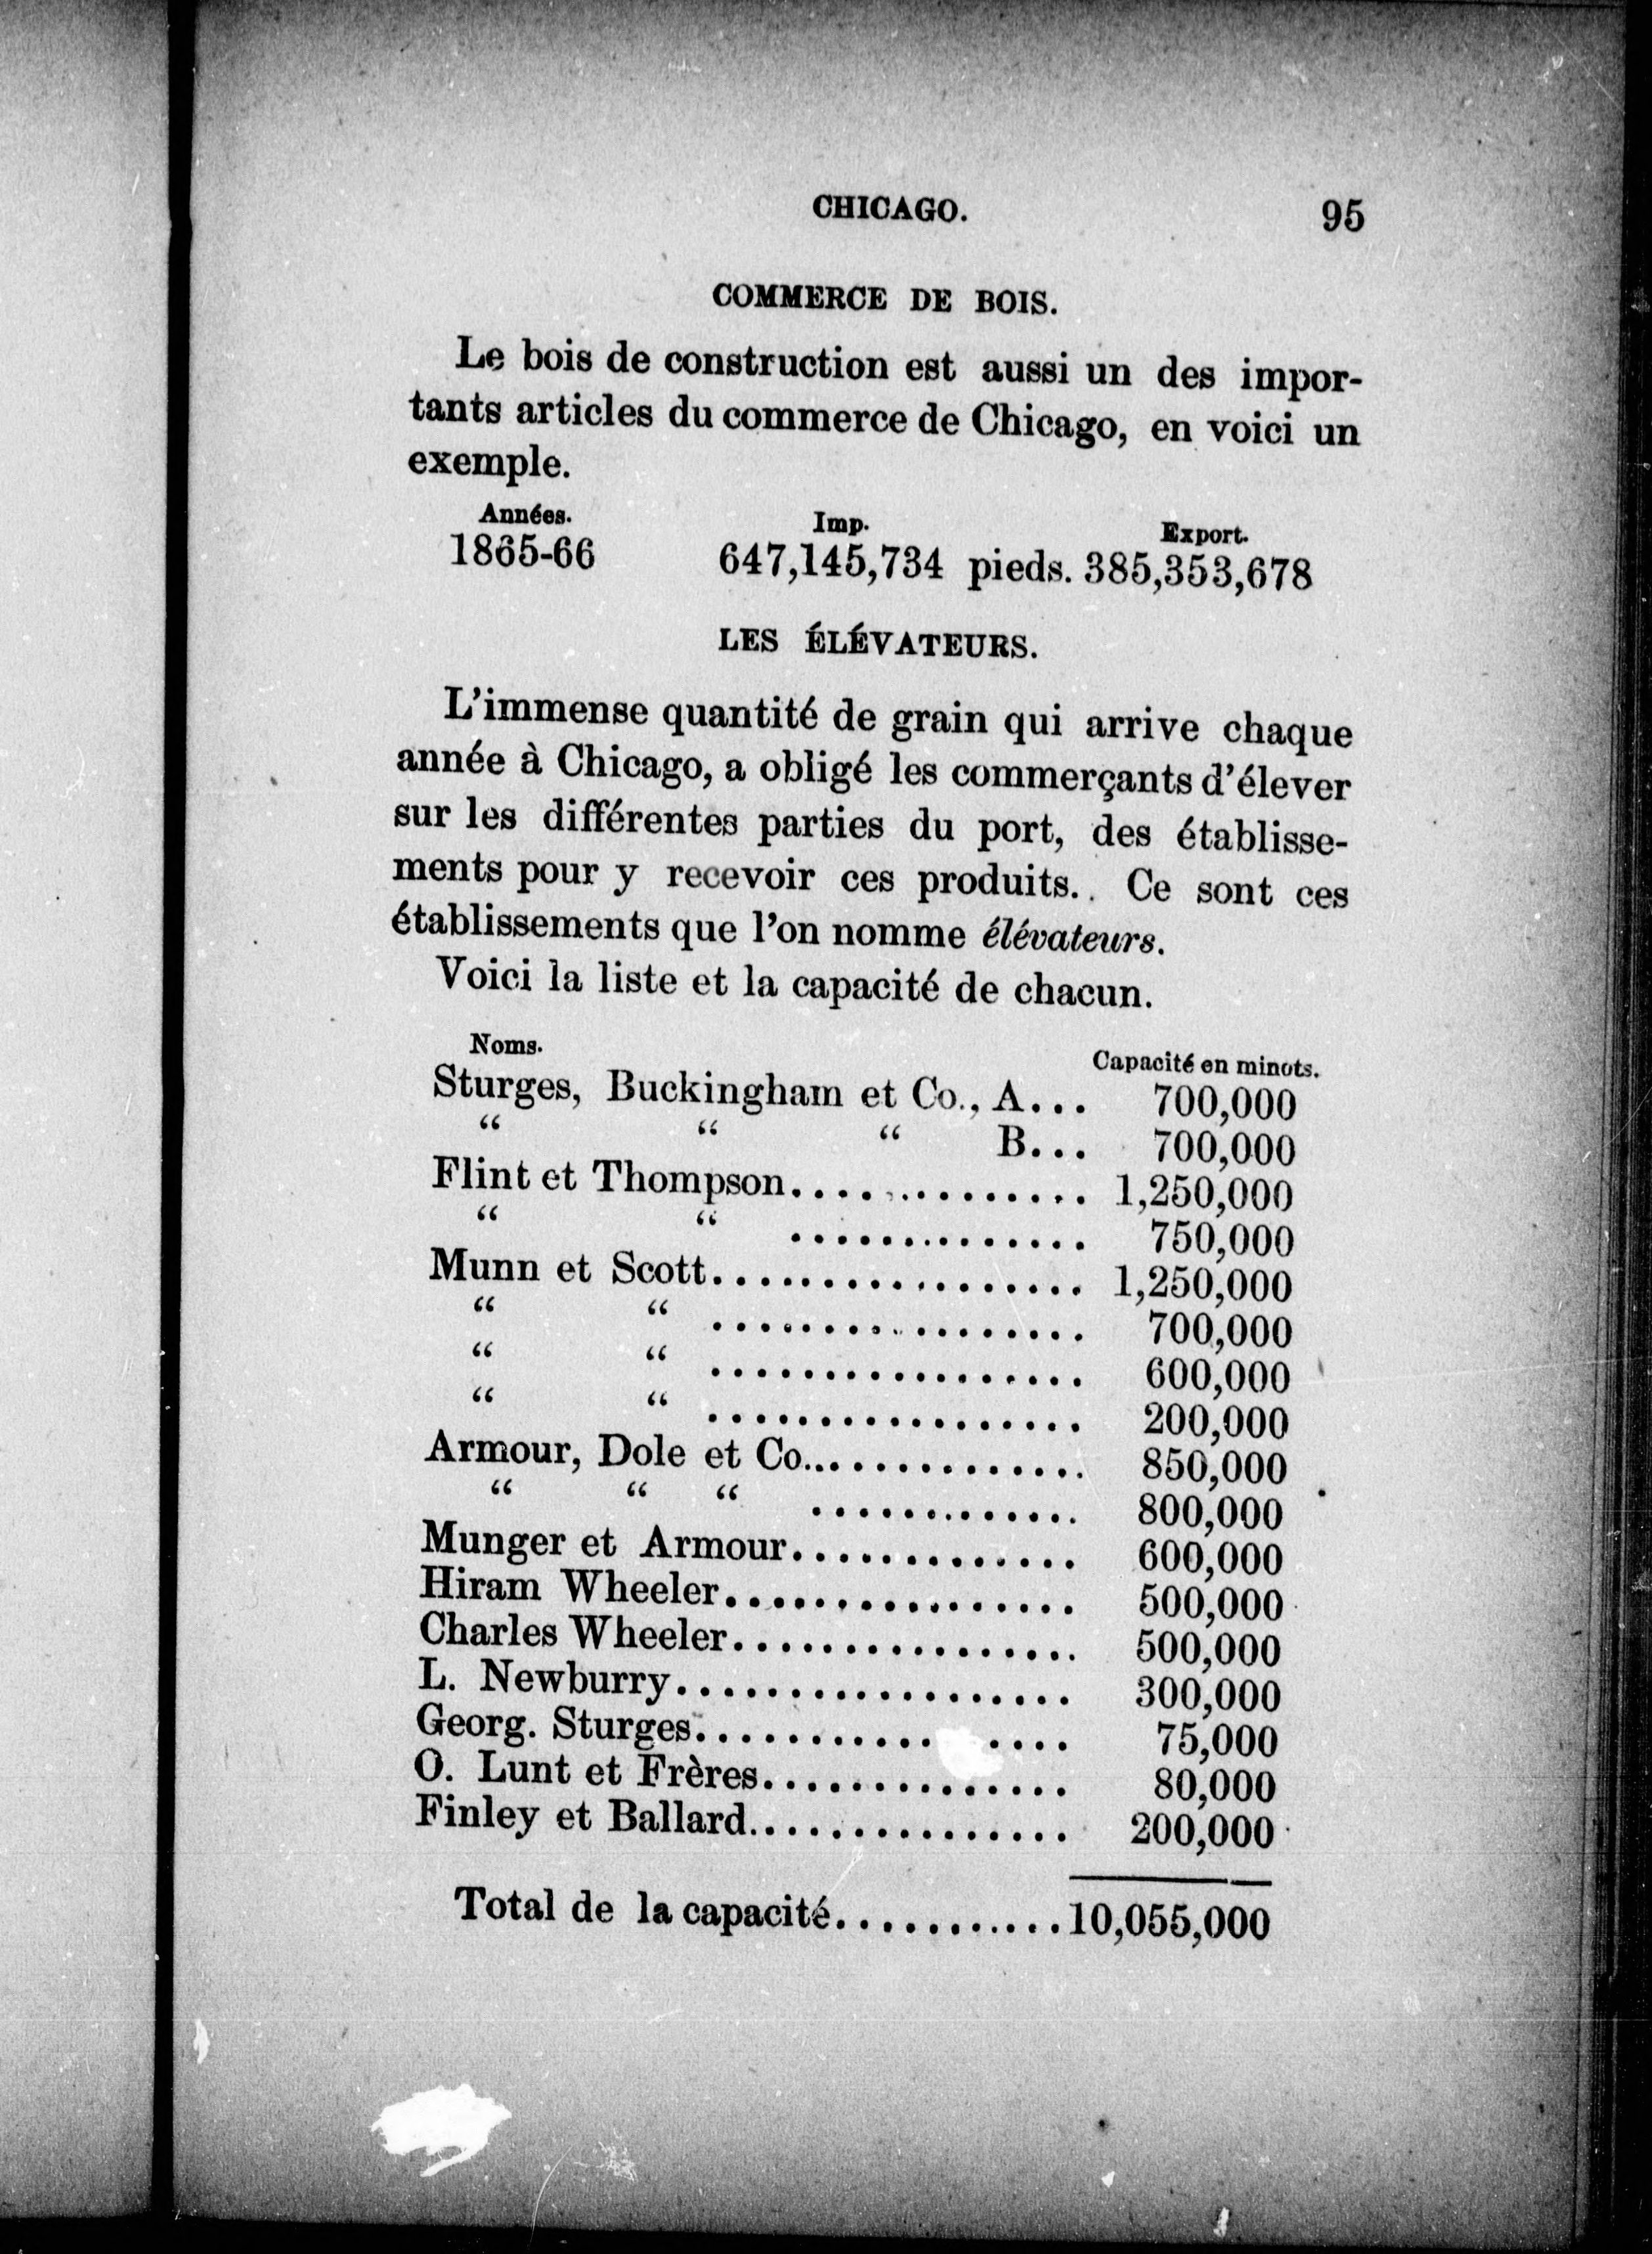 CHICAGO. 95
COMMERCE DE BOIS.
Le bois de construction est aussi un des impor-
tants articles du commerce de Chicago, en voici un
exemple.
Années. Imp. Export.
1865-66 647,145,734 pieds. 385,353,678
LES ÉLÉVATEURS.
L'immense quantité de grain qui arrive chaque
année à Chicago, a obligé les commerçants d'élever
sur les différentes parties du port, des établisse-
ments pour y recevoir ces produits. Ce sont ces
établissements que l'on nomme élévateurs.
Voici la liste et la capacité de chacun.
Noms. Capacité en minots.
Sturges, Buckingham et Co., A... 700,000
“ “ “ B... 700,000
Flint et Thompson.............. 1,250,000
“ “ .............. 750,000
Munn et Scott................. 1,250,000
“ “ ................. 700,000
“ “ ................. 600,000
“ “ ................. 200,000
Armour, Dole et Co.............. 850,000
“ “ “ ............. 800,000
Munger et Armour............. 600,000
Hiram Wheeler................ 500,000
Charles Wheeler................ 500,000
L. Newburry.................. 300,000
Georg. Sturges........... .... 75,000
O. Lunt et Frères.............. 80,000
Finley et Ballard............... 200,000
Total de la capacité...........10,055,000